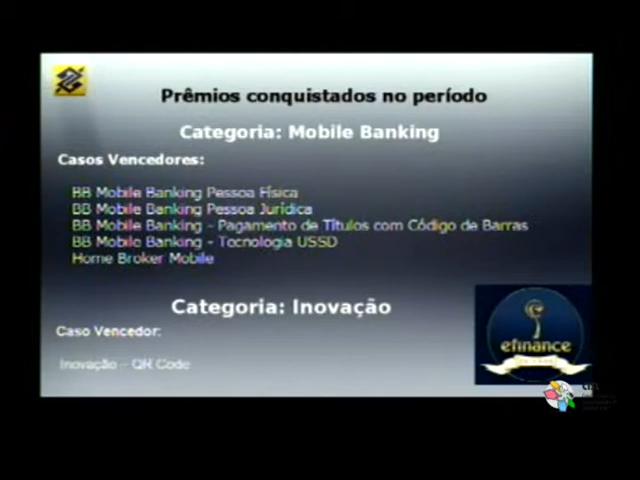 Prêmios conquistados no período
Categoria: Mobile Banking
Casos Vencedores:
BB Mobile Banking Pessoa Física
BB Mobile Banking Pessoa Jurídica
BB Mobile Banking - Pagamento de Títulos com Código de Barras
BB Mobile Banking - Tecnologia USSD
Home Broker Mobile
Categoria: Inovação
Caso Vencedor:
Inovação - QR Code
efinance